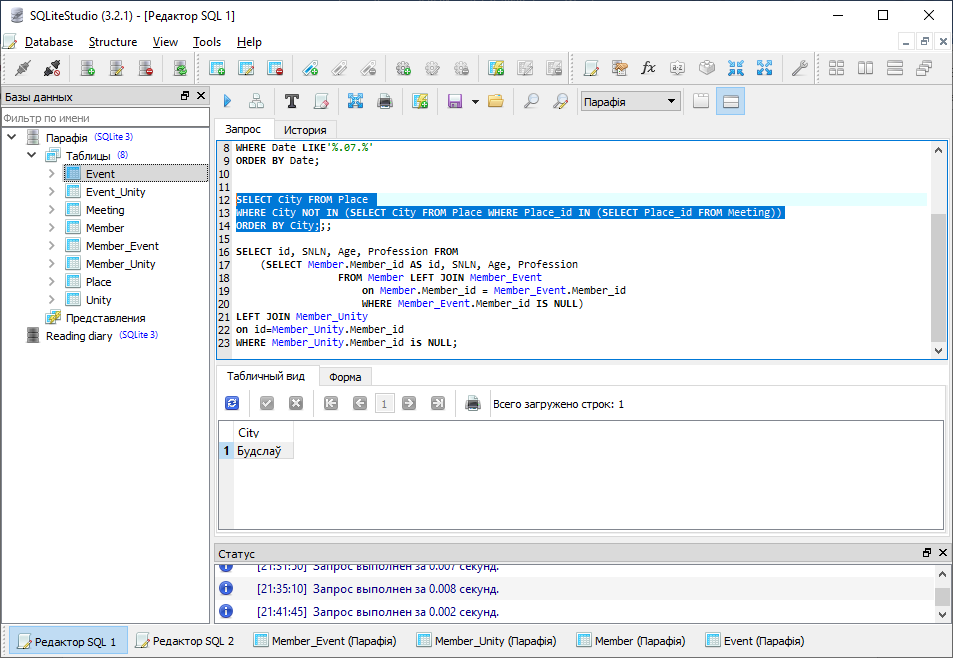 SQLiteStudio (3.2.1) - [Редактор SQL 1]
Database Structure View Tools Help
Базы данных
Фильтр по имени
Парафія (SQLite 3)
Таблицы (8)
Event
Event_Unity
Meeting
Member
Member_Event
Member_Unity
Place
Unity
Представления
Reading diary (SQLite 3)
Парафія
Запрос История
8 WHERE Date LIKE'%.07.%'
9 ORDER BY Date;
10
11
12 SELECT City FROM Place
13 WHERE City NOT IN (SELECT City FROM Place WHERE Place_id IN (SELECT Place_id FROM Meeting))
14 ORDER BY City;;;
15
16 SELECT id, SNLN, Age, Profession FROM
17 (SELECT Member.Member_id AS id, SNLN, Age, Profession
18 FROM Member LEFT JOIN Member_Event
19 on Member.Member_id = Member_Event.Member_id
20 WHERE Member_Event.Member_id IS NULL)
21 LEFT JOIN Member_Unity
22 on id=Member_Unity.Member_id
23 WHERE Member_Unity.Member_id is NULL;
Табличный вид Форма
1 Всего загружено строк: 1
City
1 Будслаў
Статус
[21:31:50] Запрос выполнен за 0.007 секунд.
[21:35:10] Запрос выполнен за 0.008 секунд.
[21:41:45] Запрос выполнен за 0.002 секунд.
Редактор SQL 1 Редактор SQL 2 Member_Event (Парафія) Member_Unity (Парафія) Member (Парафія) Event (Парафія)